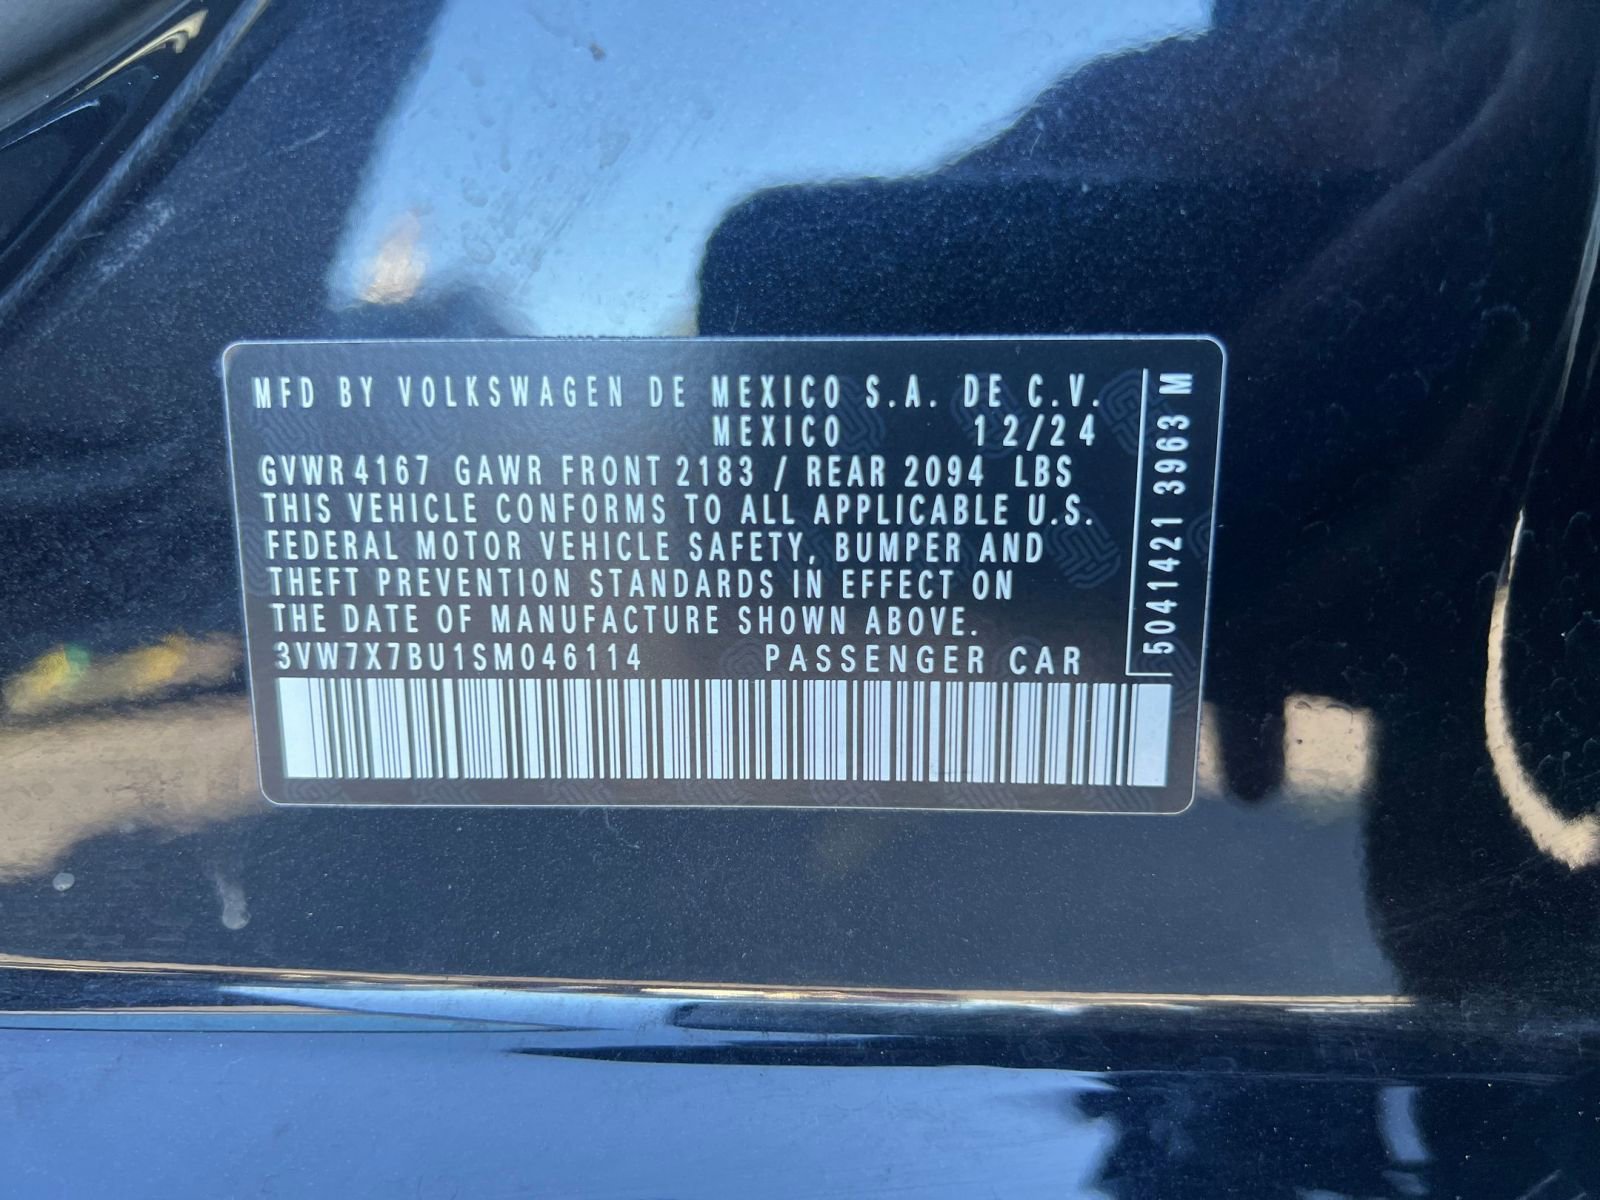 MFD BY VOLKSWAGEN DE MEXICO S.A. DE C.V.
MEXICO 12/24
GVWR 4167 GAWR FRONT 2183 / REAR 2094 LBS
THIS VEHICLE CONFORMS TO ALL APPLICABLE U.S.
FEDERAL MOTOR VEHICLE SAFETY, BUMPER AND
THEFT PREVENTION STANDARDS IN EFFECT ON
THE DATE OF MANUFACTURE SHOWN ABOVE.
3VW7X7BU1SM046114 PASSENGER CAR
5041421 3963 M